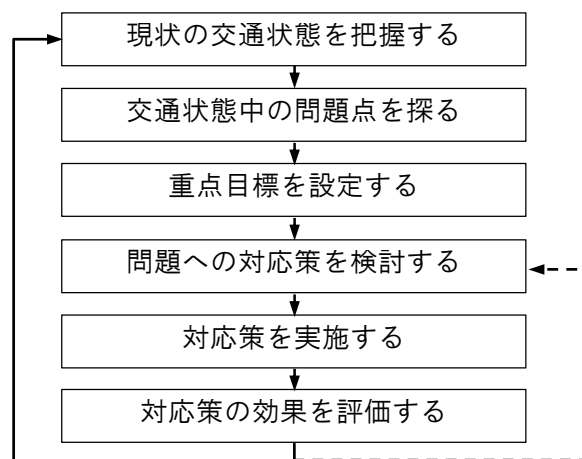 現状の交通状態を把握する
交通状態中の問題点を探る
重点目標を設定する
問題への対応策を検討する
対応策を実施する
対応策の効果を評価する